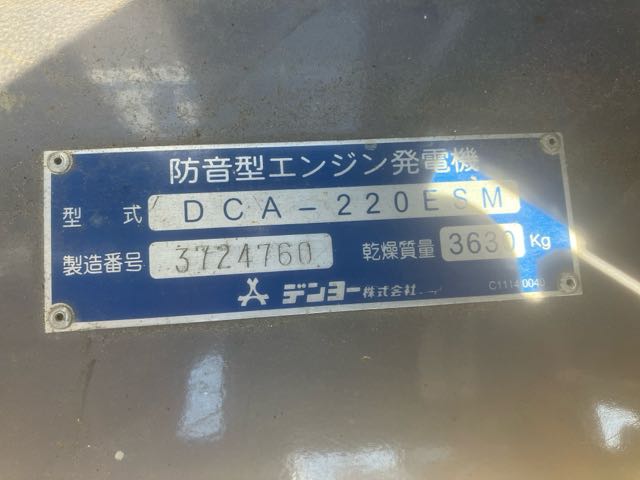 防音型エンジン発電機
型 式 DCA-220ESM
製造番号 3724760 乾燥質量 3630 Kg
デンヨー株式会社